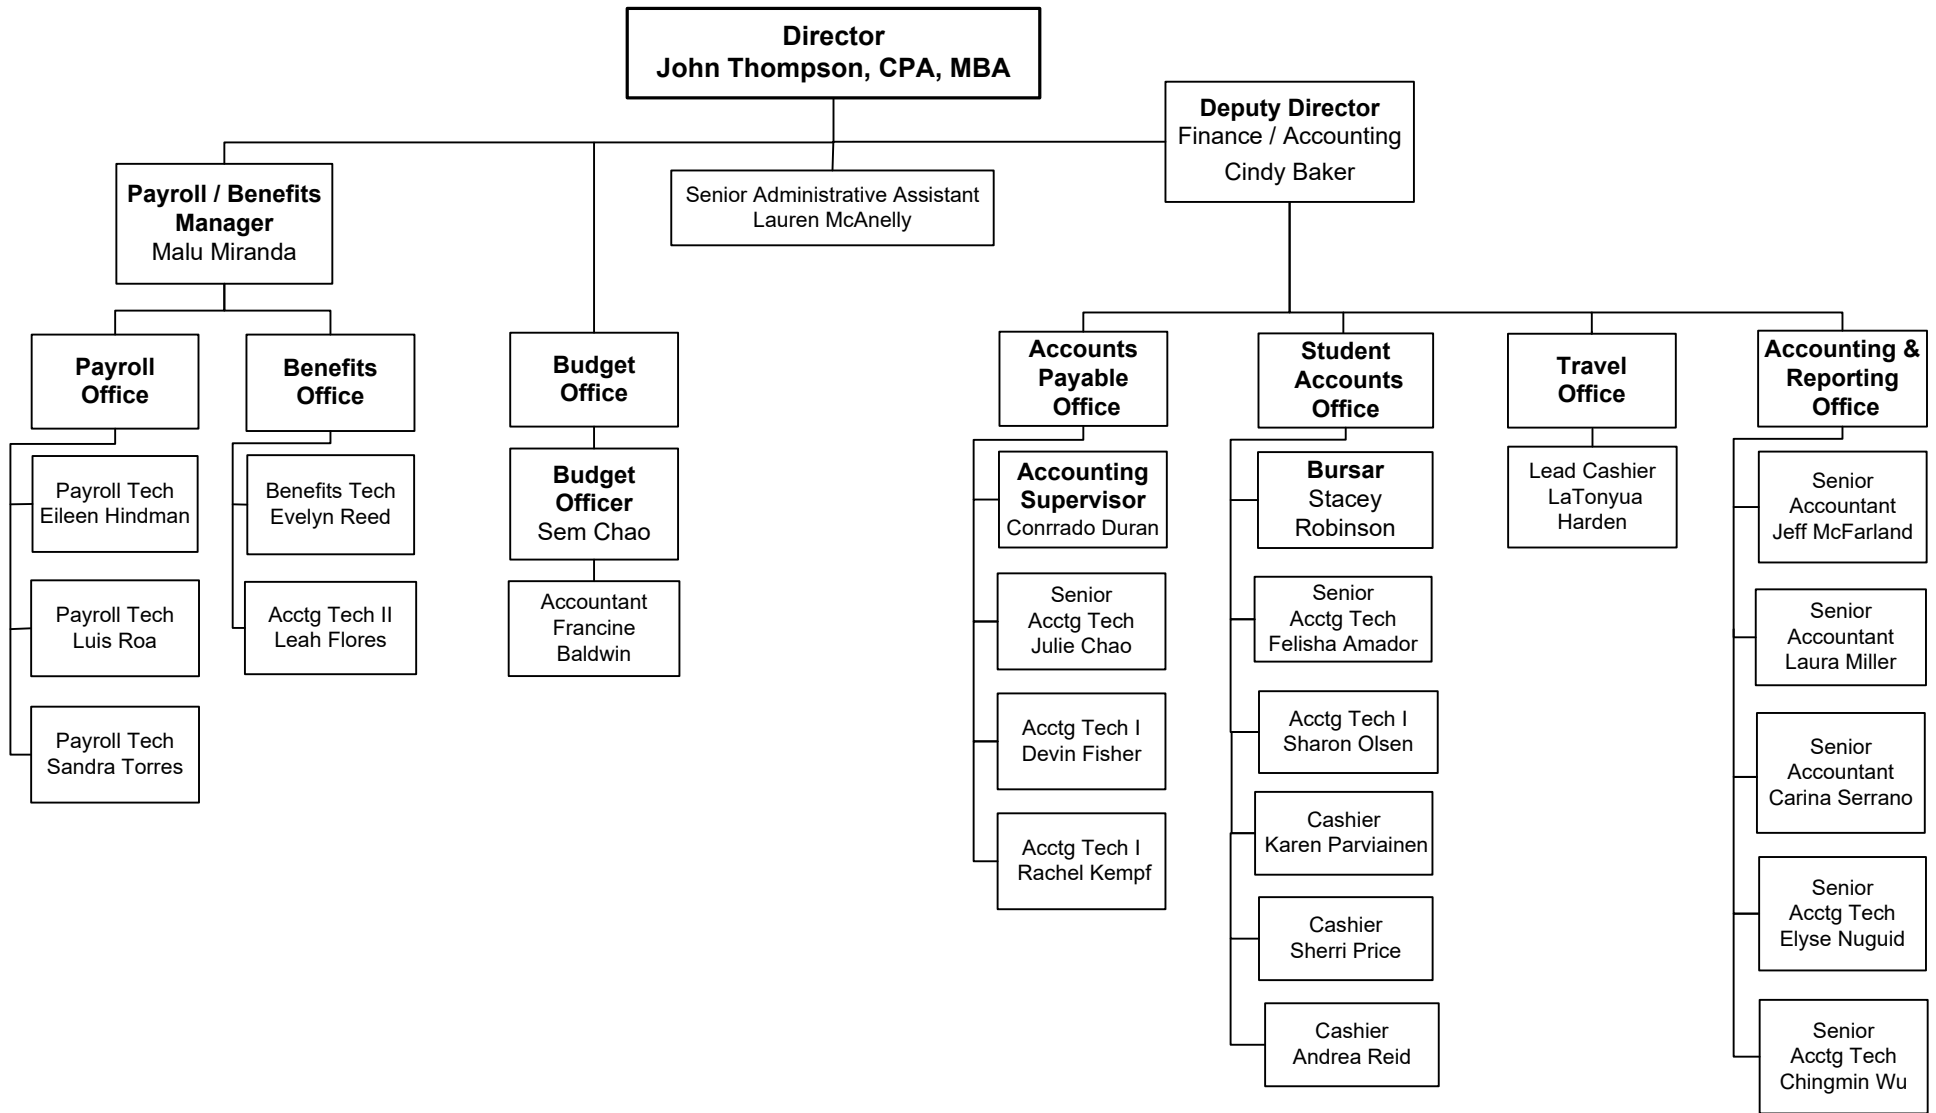 Director
John Thompson, CPA, MBA
Deputy Director
Finance / Accounting
Cindy Baker
Payroll / Benefits
Manager
Malu Miranda
Senior Administrative Assistant
Lauren McAnelly
Payroll
Office
Payroll Tech
Eileen Hindman
Payroll Tech
Luis Roa
Payroll Tech
Sandra Torres
Benefits
Office
Benefits Tech
Evelyn Reed
Acctg Tech II
Leah Flores
Budget
Office
Budget
Officer
Sem Chao
Accountant
Francine
Baldwin
Accounts
Payable
Office
Accounting
Supervisor
Conrrado Duran
Senior
Acctg Tech
Julie Chao
Acctg Tech I
Devin Fisher
Acctg Tech I
Rachel Kempf
Student
Accounts
Office
Bursar
Stacey
Robinson
Senior
Acctg Tech
Felisha Amador
Acctg Tech I
Sharon Olsen
Cashier
Karen Parviainen
Cashier
Sherri Price
Cashier
Andrea Reid
Travel
Office
Lead Cashier
LaTonyua
Harden
Accounting &
Reporting
Office
Senior
Accountant
Jeff McFarland
Senior
Accountant
Laura Miller
Senior
Accountant
Carina Serrano
Senior
Acctg Tech
Elyse Nuguid
Senior
Acctg Tech
Chingmin Wu